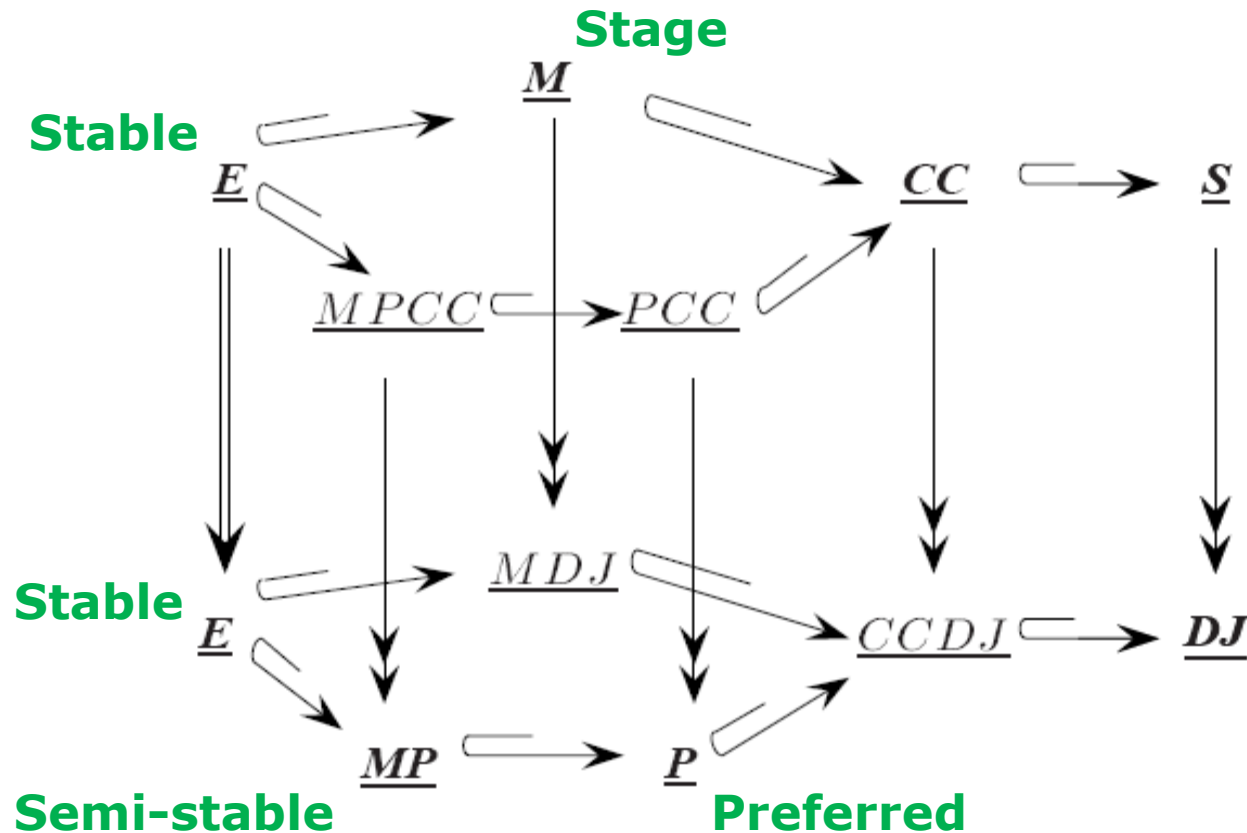 Stage
M
Stable
E
CC
S
MPCC
PCC
MDJ
Stable
E
CCDJ
DJ
MP
P
Semi-stable
Preferred